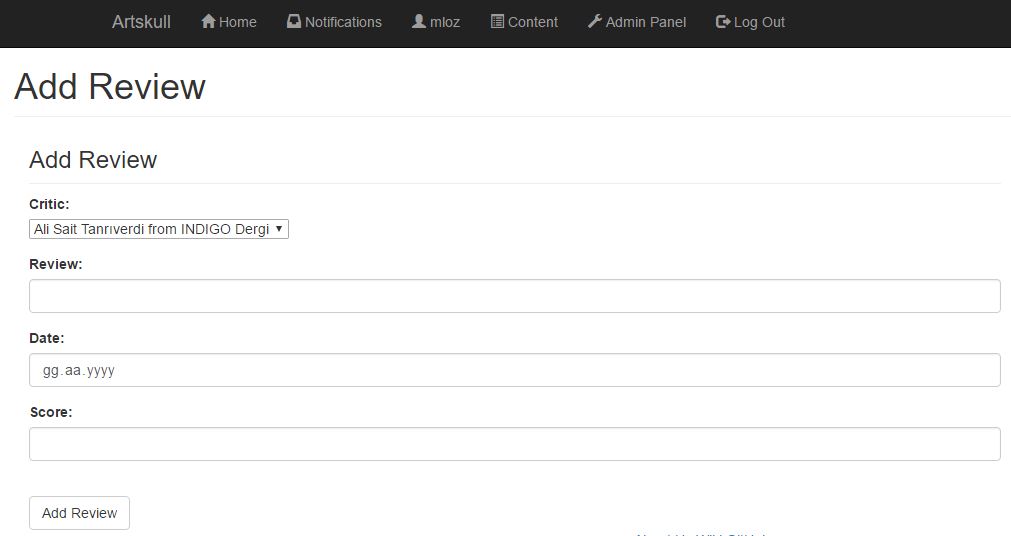 Artskull Home Notifications mloz Content Admin Panel Log Out
Add Review
Add Review
Critic:
Ali Sait Tanrıverdi from INDIGO Dergi
Review:
Date:
gg.aa.yyyy
Score:
Add Review